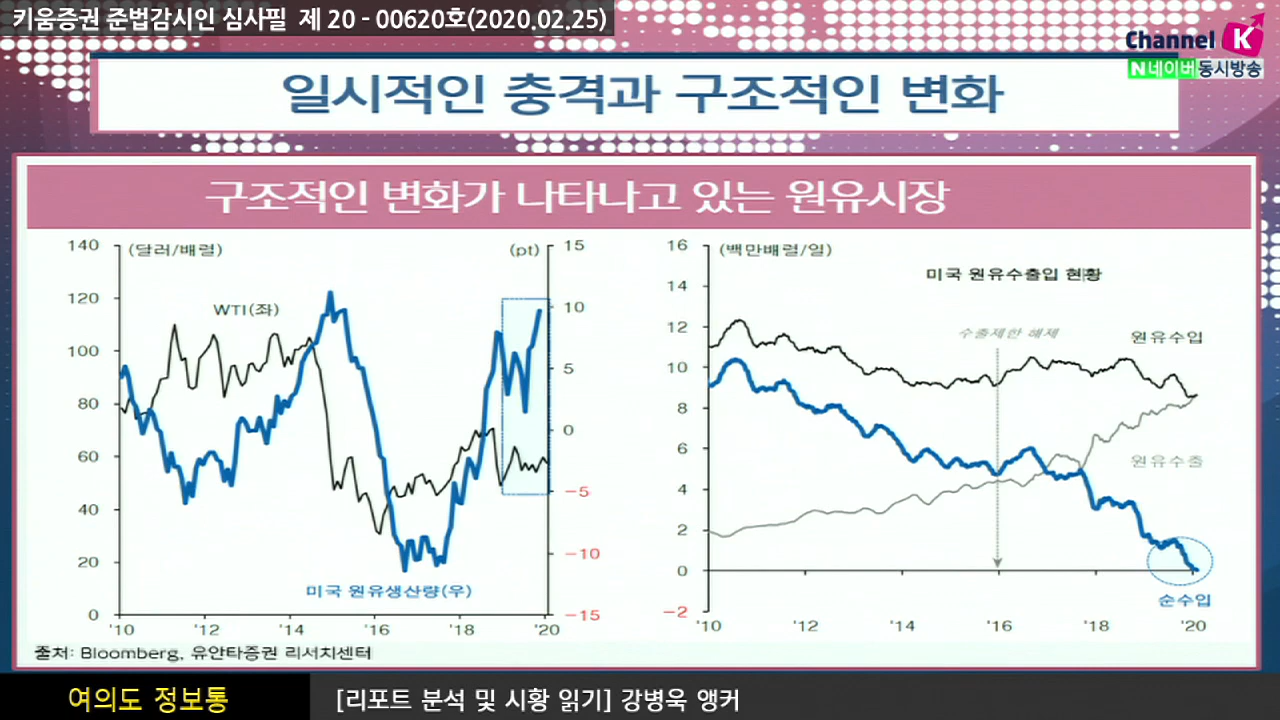 키움증권 준법감시인 심사필 제 20 - 00620호(2020.02.25)
Channel K
N 네이버 동시방송
일시적인 충격과 구조적인 변화
구조적인 변화가 나타나고 있는 원유시장
(달러/배럴)
(pt)
140
120
100
80
60
40
20
0
15
10
5
0
-5
-10
-15
WTI(좌)
미국 원유생산량(우)
'10 '12 '14 '16 '18 '20
(백만배럴/일)
미국 원유수출입 현황
16
14
12
10
8
6
4
2
0
-2
수출제한 해제
원유수입
원유수출
순수입
'10 '12 '14 '16 '18 '20
출처: Bloomberg, 유안타증권 리서치센터
여의도 정보통
[리포트 분석 및 시황 읽기] 강병욱 앵커